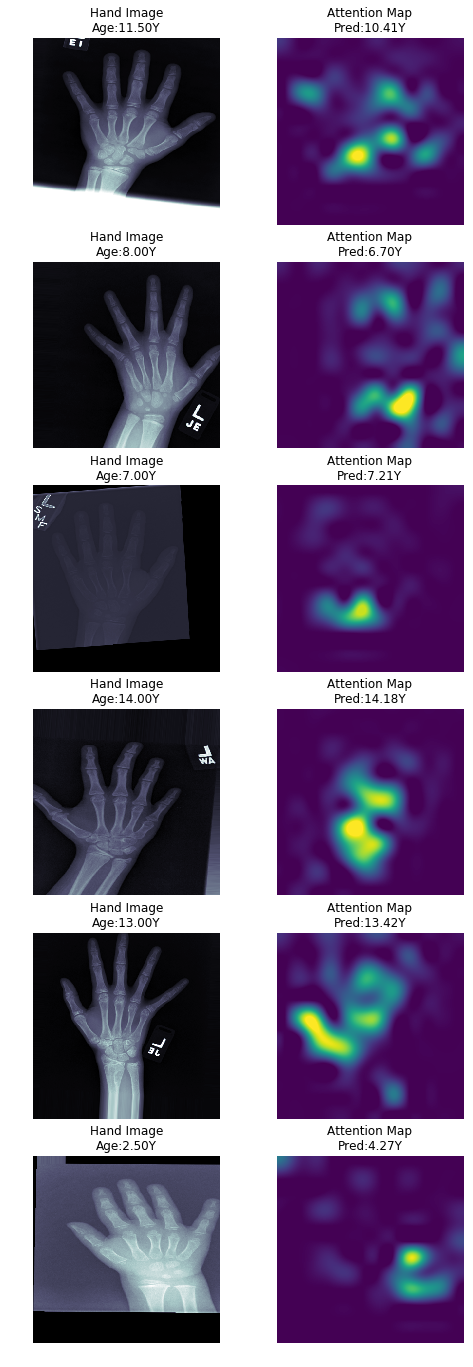 Hand Image
Age:11.50Y
Attention Map
Pred:10.41Y
Hand Image
Age:8.00Y
Attention Map
Pred:6.70Y
L
E
Hand Image
Age:7.00Y
Attention Map
Pred:7.21Y
L
S
M
F
Hand Image
Age:14.00Y
Attention Map
Pred:14.18Y
L
WA
Hand Image
Age:13.00Y
Attention Map
Pred:13.42Y
L
Hand Image
Age:2.50Y
Attention Map
Pred:4.27Y